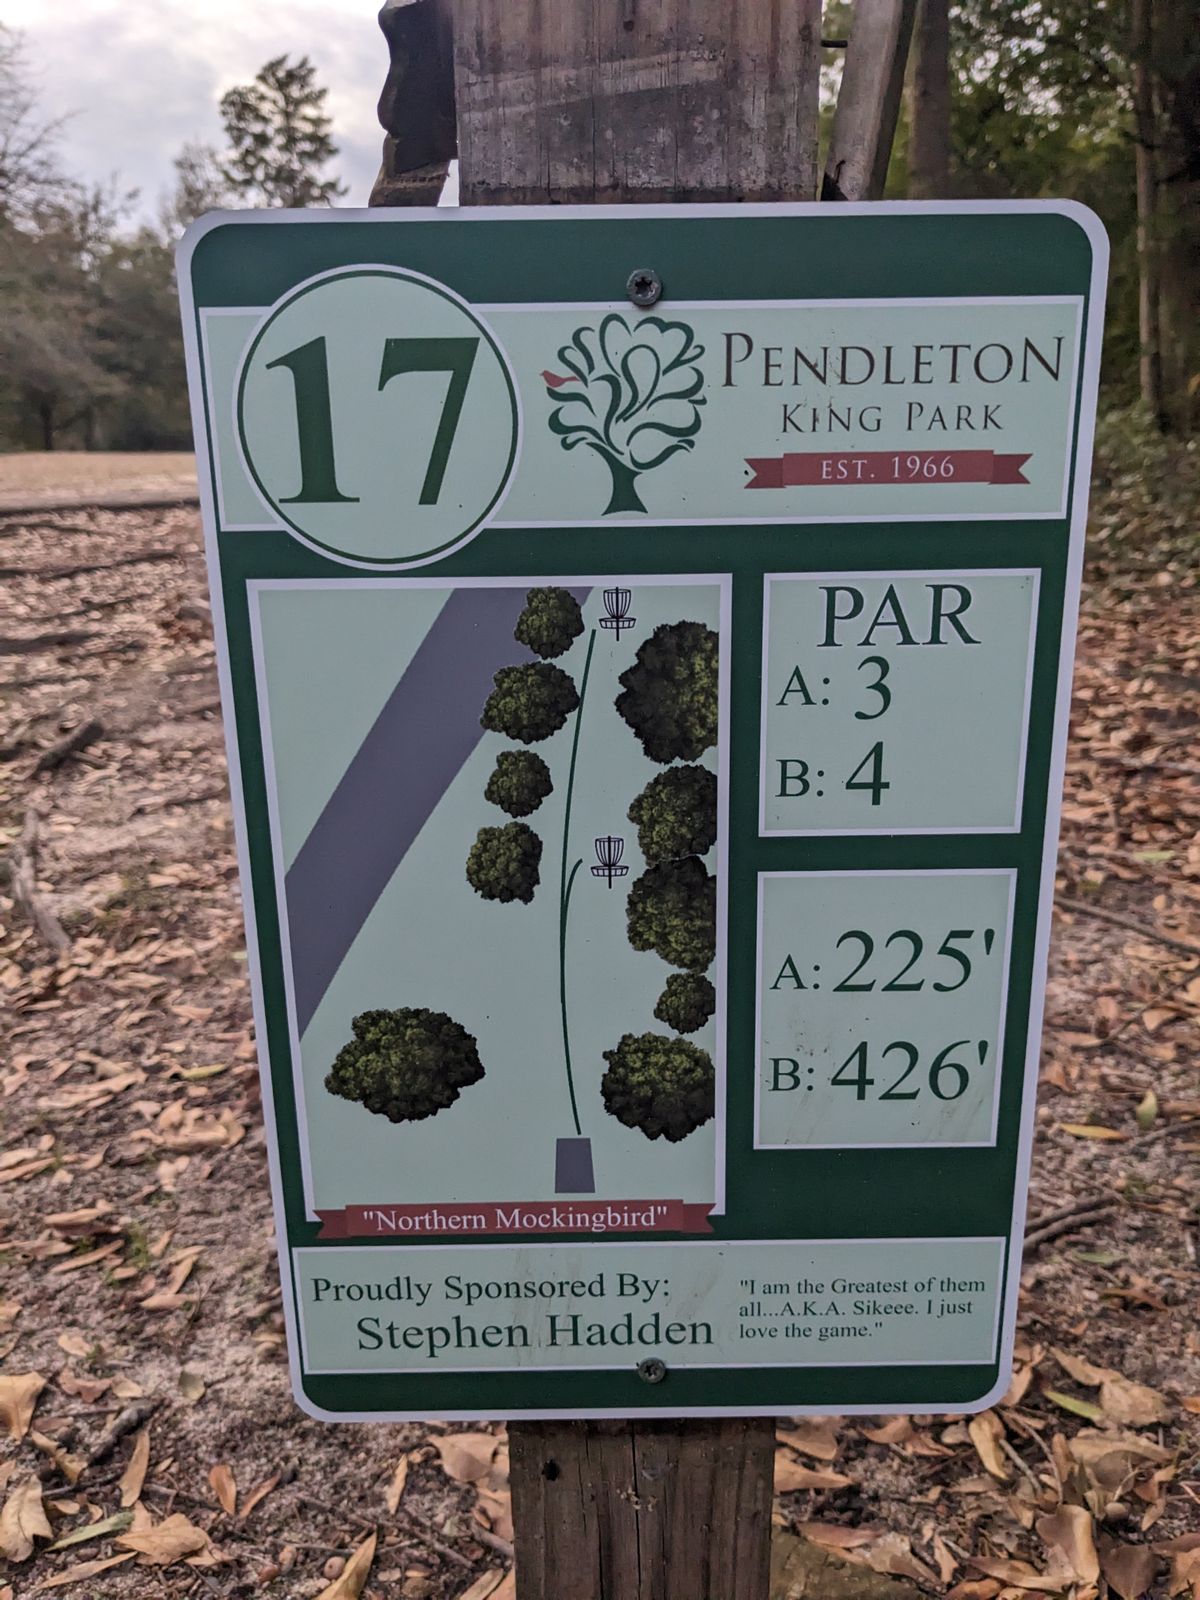 17
PENDLETON
KING PARK
EST. 1966
PAR
A: 3
B: 4
A: 225'
B: 426'
"Northern Mockingbird"
Proudly Sponsored By:
Stephen Hadden
"I am the Greatest of them
all...A.K.A. Sikeee. I just
love the game."